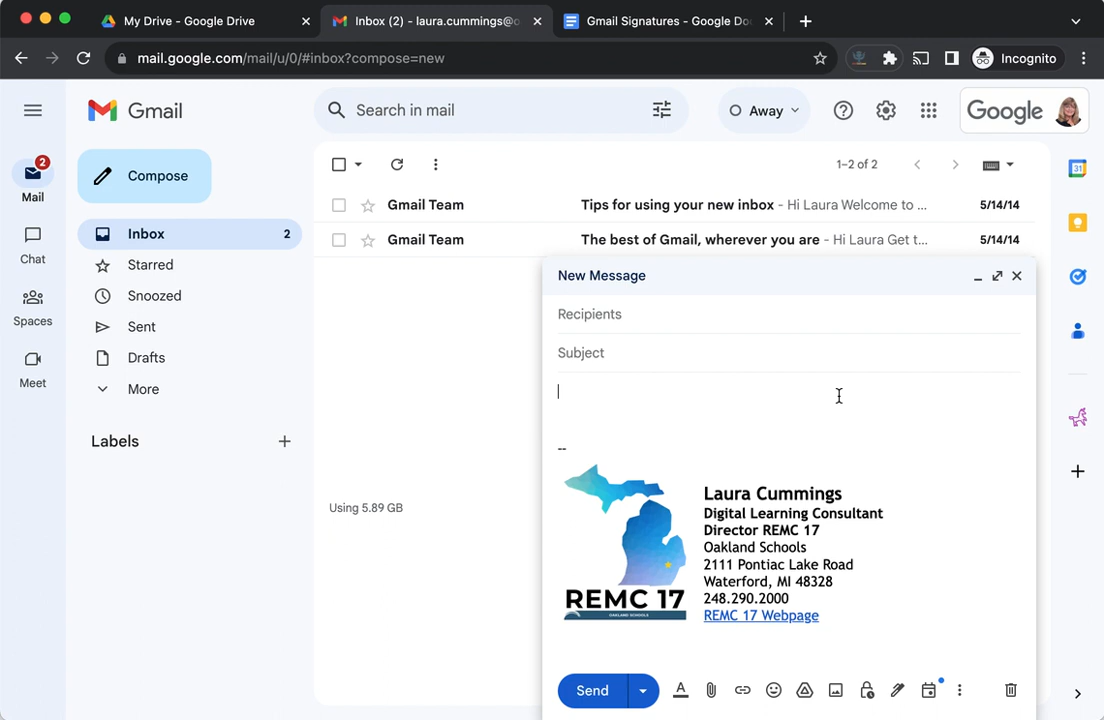 My Drive - Google Drive
Inbox (2) - laura.cummings@o
Gmail Signatures - Google Do
mail.google.com/mail/u/0/#inbox?compose=new
Incognito
Gmail
Search in mail
Away
Google
2
Mail
Chat
Spaces
Meet
Compose
Inbox 2
Starred
Snoozed
Sent
Drafts
More
Labels
1–2 of 2
Gmail Team Tips for using your new inbox - Hi Laura Welcome to ... 5/14/14
Gmail Team The best of Gmail, wherever you are - Hi Laura Get t... 5/14/14
Using 5.89 GB
New Message
Recipients
Subject
--
REMC 17
OAKLAND SCHOOLS
Laura Cummings
Digital Learning Consultant
Director REMC 17
Oakland Schools
2111 Pontiac Lake Road
Waterford, MI 48328
248.290.2000
REMC 17 Webpage
Send
31